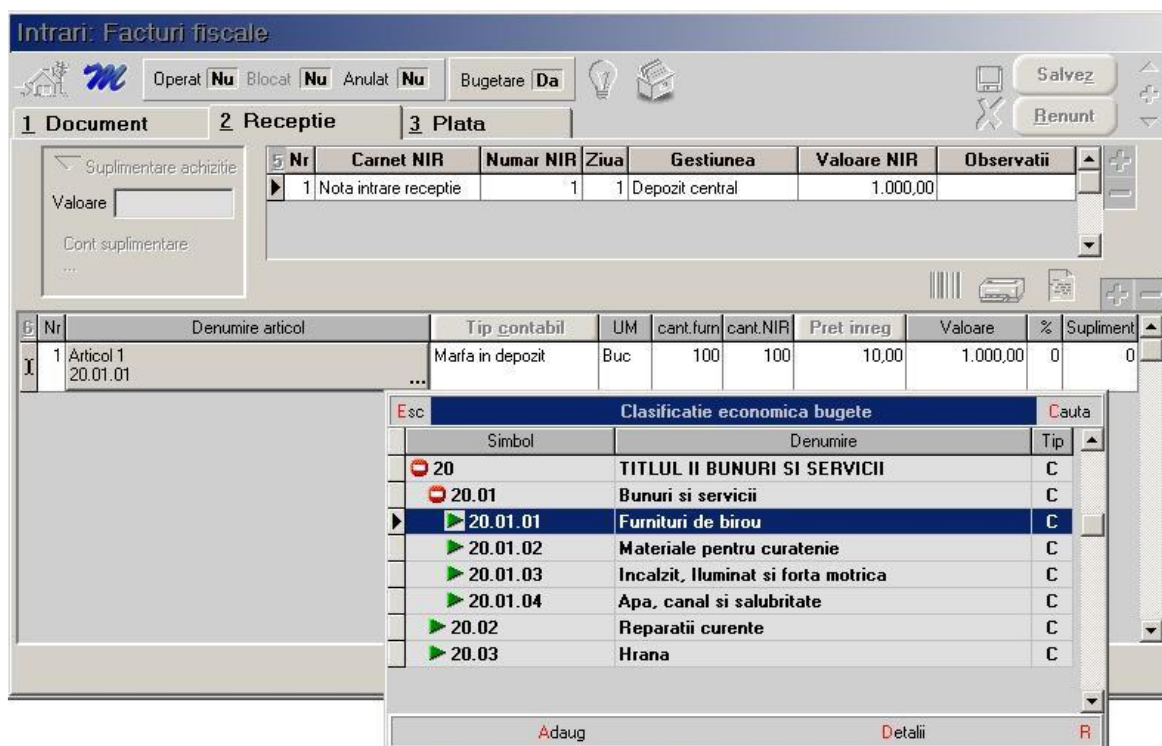 Intrari: Facturi fiscale
Operat Nu Blocat Nu Anulat Nu Bugetare Da Salvez
Renunt
1 Document 2 Receptie 3 Plata
Suplimentare achizitie
Valoare
Cont suplimentare
...
5 Nr Carnet NIR Numar NIR Ziua Gestiunea Valoare NIR Observatii
1 Nota intrare receptie 1 1 Depozit central 1.000,00
6 Nr Denumire articol Tip contabil UM cant.furn cant.NIR Pret inreg Valoare % Supliment
1 Articol 1 Marfa in depozit Buc 100 100 10,00 1.000,00 0 0
20.01.01 ...
Esc Clasificatie economica bugete Cauta
Simbol Denumire Tip
20 TITLUL II BUNURI SI SERVICII C
20.01 Bunuri si servicii C
20.01.01 Furnituri de birou C
20.01.02 Materiale pentru curatenie C
20.01.03 Incalzit, Iluminat si forta motrica C
20.01.04 Apa, canal si salubritate C
20.02 Reparatii curente C
20.03 Hrana C
Adaug Detalii R